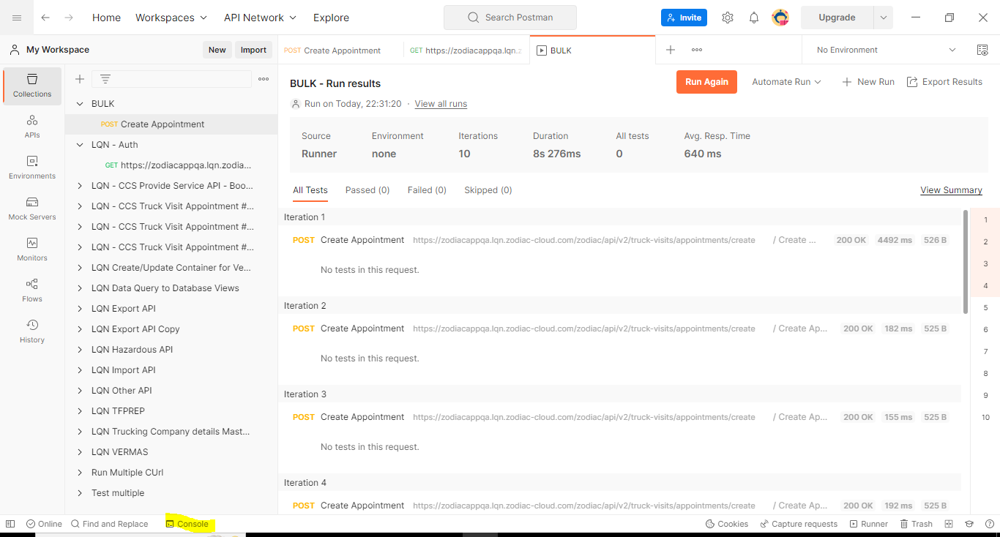 Home Workspaces API Network Explore Search Postman Invite Upgrade
My Workspace New Import POST Create Appointment GET https://zodiacappqa.lqn.z BULK No Environment
Collections
APIs
Environments
Mock Servers
Monitors
Flows
History
BULK
POST Create Appointment
LQN - Auth
GET https://zodiacappqa.lqn.zodia...
LQN - CCS Provide Service API - Boo...
LQN - CCS Truck Visit Appointment #...
LQN - CCS Truck Visit Appointment #...
LQN - CCS Truck Visit Appointment #...
LQN Create/Update Container for Ve...
LQN Data Query to Database Views
LQN Export API
LQN Export API Copy
LQN Hazardous API
LQN Import API
LQN Other API
LQN TFPREP
LQN Trucking Company details Mast...
LQN VERMAS
Run Multiple CUrl
Test multiple
BULK - Run results Run Again Automate Run New Run Export Results
Run on Today, 22:31:20 · View all runs
Source Environment Iterations Duration All tests Avg. Resp. Time
Runner none 10 8s 276ms 0 640 ms
All Tests Passed (0) Failed (0) Skipped (0) View Summary
Iteration 1
POST Create Appointment https://zodiacappqa.lqn.zodiac-cloud.com/zodiac/api/v2/truck-visits/appointments/create / Create ... 200 OK 4492 ms 526 B
No tests in this request.
Iteration 2
POST Create Appointment https://zodiacappqa.lqn.zodiac-cloud.com/zodiac/api/v2/truck-visits/appointments/create / Create Ap... 200 OK 182 ms 525 B
No tests in this request.
Iteration 3
POST Create Appointment https://zodiacappqa.lqn.zodiac-cloud.com/zodiac/api/v2/truck-visits/appointments/create / Create Ap... 200 OK 155 ms 525 B
No tests in this request.
Iteration 4
POST Create Appointment https://zodiacappqa.lqn.zodiac-cloud.com/zodiac/api/v2/truck-visits/appointments/create / Create Ap... 200 OK 192 ms 525 B
1
2
3
4
5
6
7
8
9
10
Online Find and Replace Console Cookies Capture requests Runner Trash